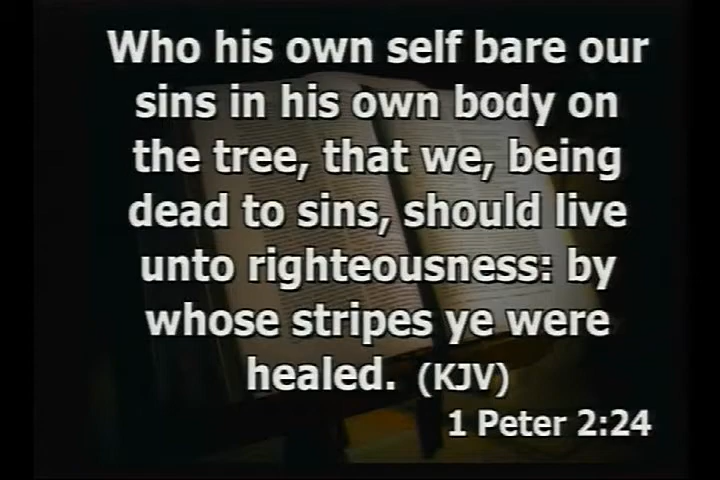 Who his own self bare our
sins in his own body on
the tree, that we, being
dead to sins, should live
unto righteousness: by
whose stripes ye were
healed. (KJV)
1 Peter 2:24